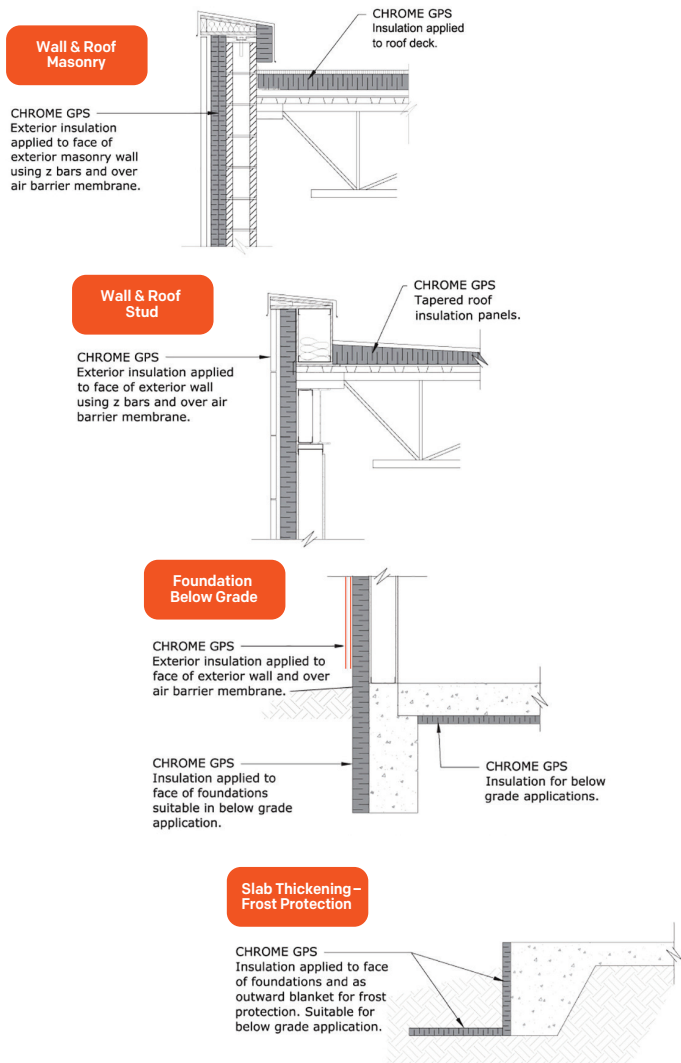 Wall & Roof
Masonry
CHROME GPS
Insulation applied
to roof deck.
CHROME GPS
Exterior insulation
applied to face of
exterior masonry wall
using z bars and over
air barrier membrane.
Wall & Roof
Stud
CHROME GPS
Tapered roof
insulation panels.
CHROME GPS
Exterior insulation applied
to face of exterior wall
using z bars and over air
barrier membrane.
Foundation
Below Grade
CHROME GPS
Exterior insulation applied to
face of exterior wall and over
air barrier membrane.
CHROME GPS
Insulation applied to
face of foundations
suitable in below grade
application.
CHROME GPS
Insulation for below
grade applications.
Slab Thickening –
Frost Protection
CHROME GPS
Insulation applied to face
of foundations and as
outward blanket for frost
protection. Suitable for
below grade application.